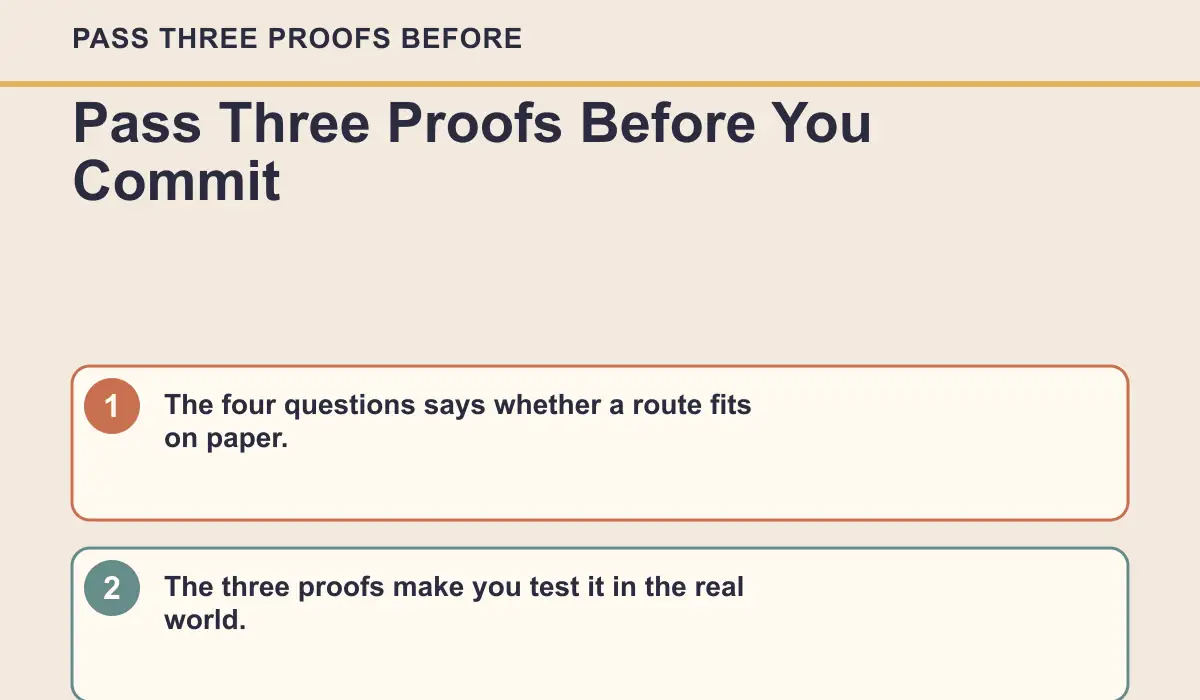 PASS THREE PROOFS BEFORE
Pass Three Proofs Before You
Commit
1
The four questions says whether a route fits
on paper.
2
The three proofs make you test it in the real
world.